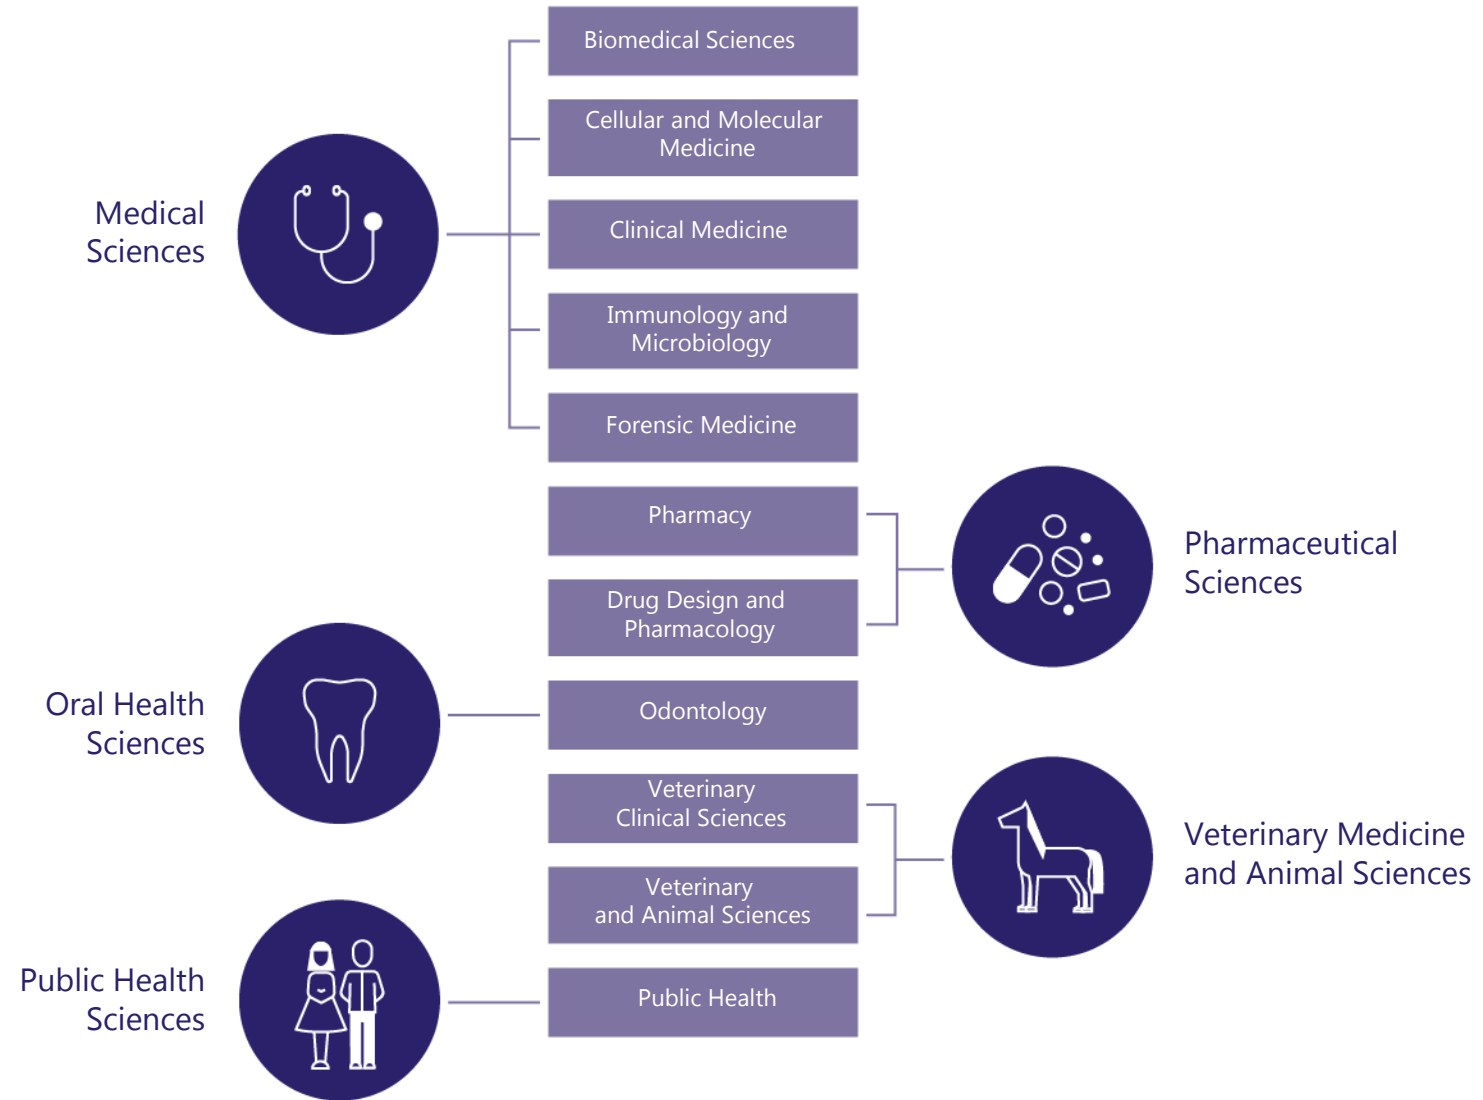 Biomedical Sciences
Cellular and Molecular
Medicine
Medical
Sciences
Clinical Medicine
Immunology and
Microbiology
Forensic Medicine
Pharmacy
Pharmaceutical
Sciences
Drug Design and
Pharmacology
Oral Health
Sciences
Odontology
Veterinary
Clinical Sciences
Veterinary Medicine
and Animal Sciences
Veterinary
and Animal Sciences
Public Health
Sciences
Public Health